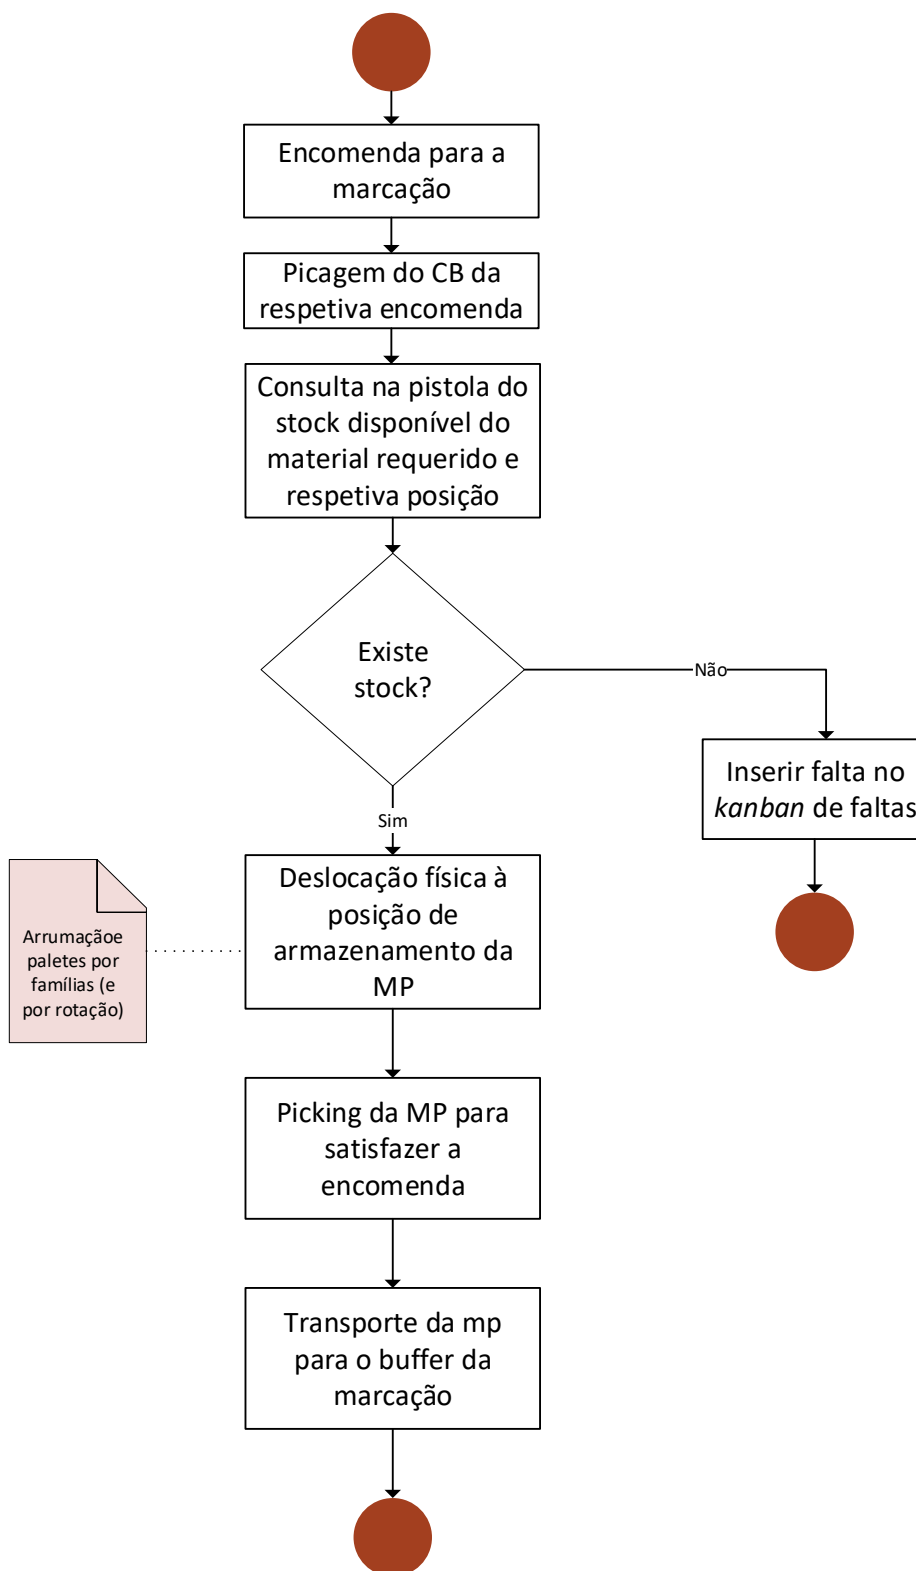 Encomenda para a
marcação
Picagem do CB da
respetiva encomenda
Consulta na pistola do
stock disponível do
material requerido e
respetiva posição
Existe
stock?
Não
Inserir falta no
kanban de faltas
Sim
Deslocação física à
posição de
armazenamento da
MP
Arrumaçãoe
paletes por
famílias (e
por rotação)
Picking da MP para
satisfazer a
encomenda
Transporte da mp
para o buffer da
marcação